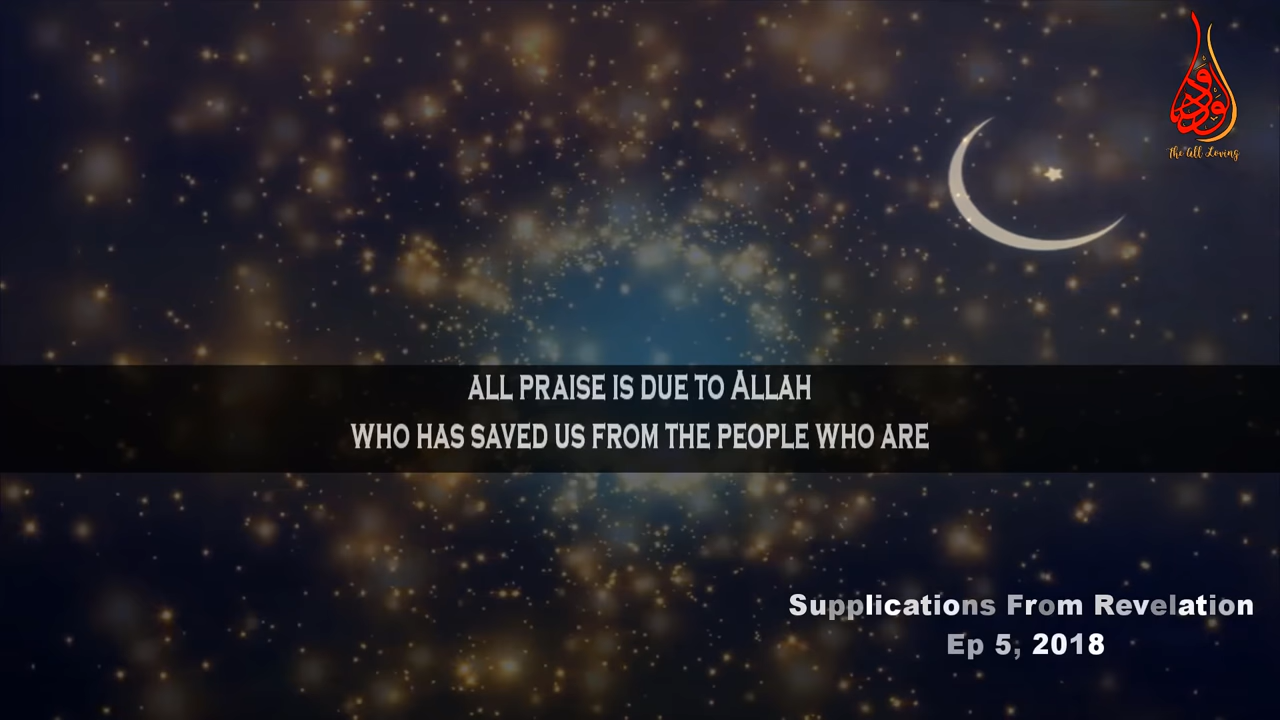 الودود
The All Loving
ALL PRAISE IS DUE TO ALLAH
WHO HAS SAVED US FROM THE PEOPLE WHO ARE
Supplications From Revelation
Ep 5, 2018